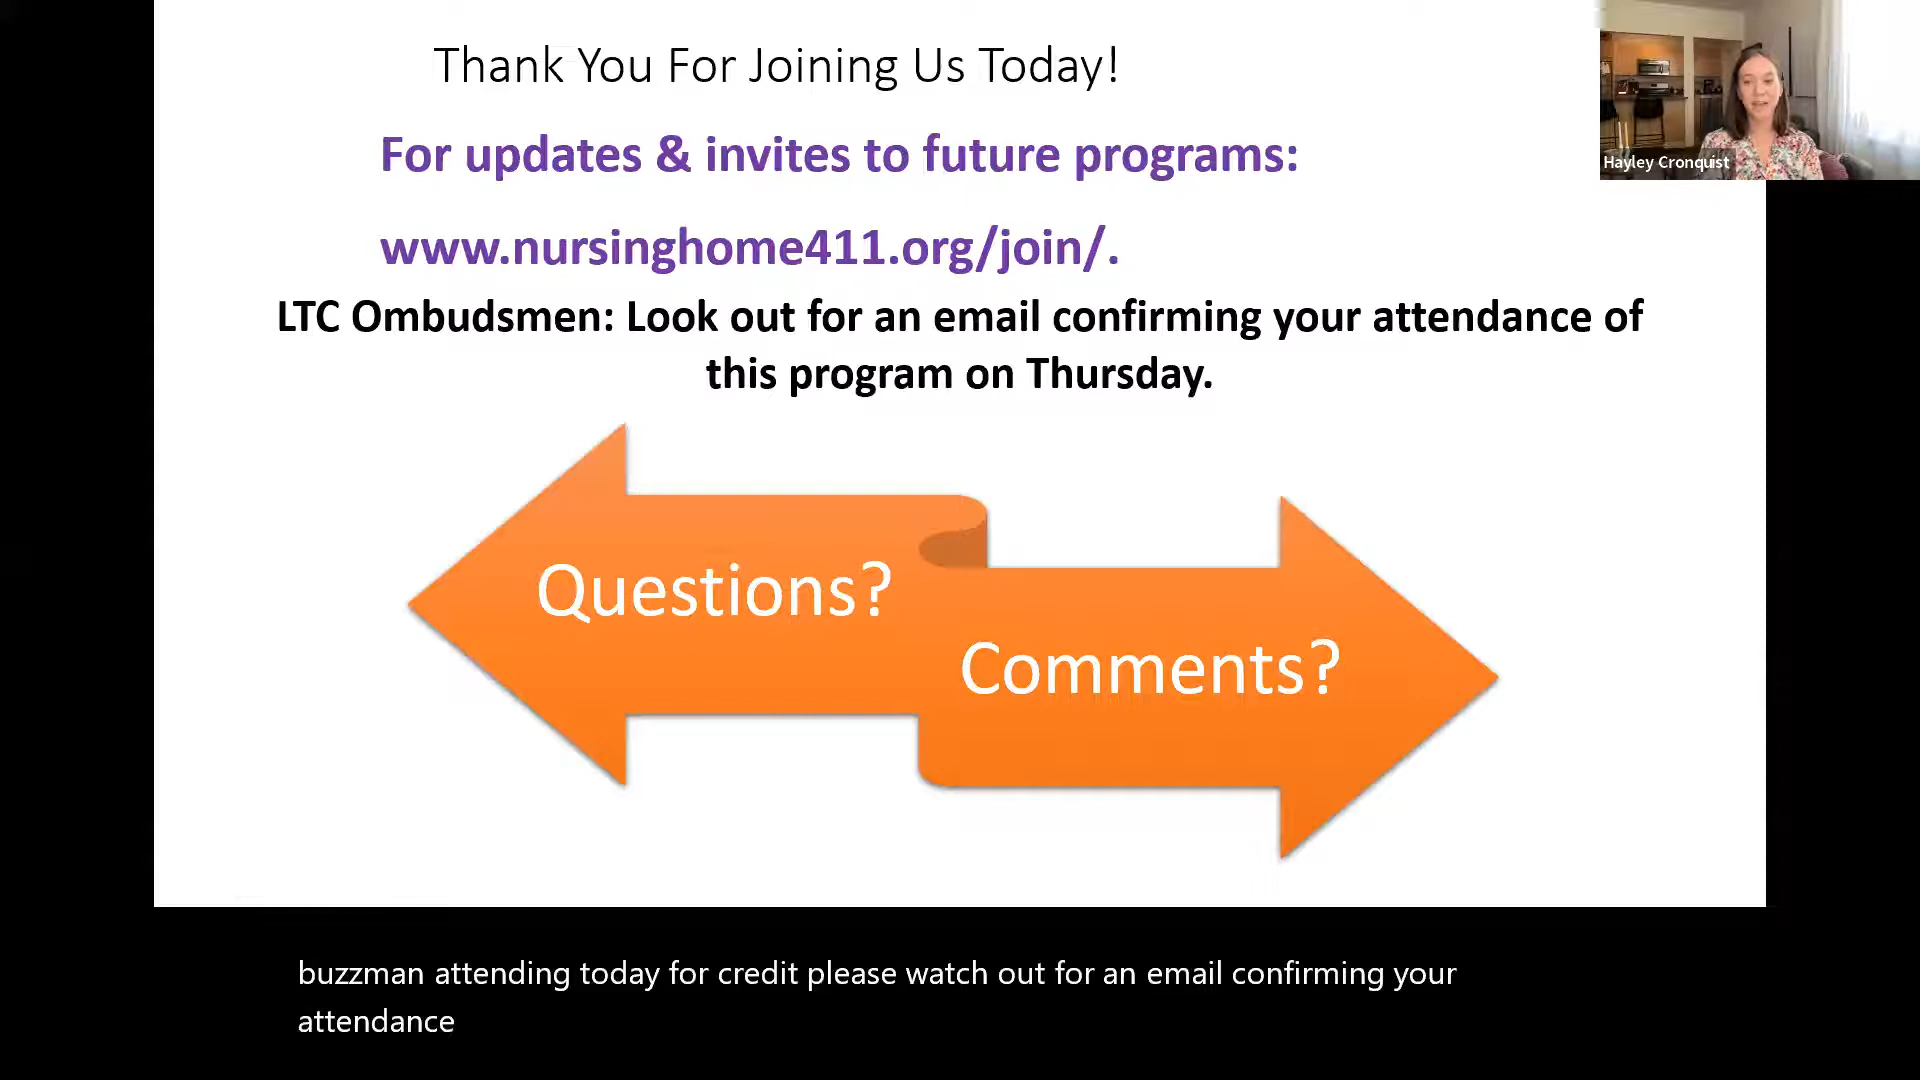 Thank You For Joining Us Today!
For updates & invites to future programs:
www.nursinghome411.org/join/.
LTC Ombudsmen: Look out for an email confirming your attendance of
this program on Thursday.
Questions?
Comments?
Hayley Cronquist
buzzman attending today for credit please watch out for an email confirming your
attendance